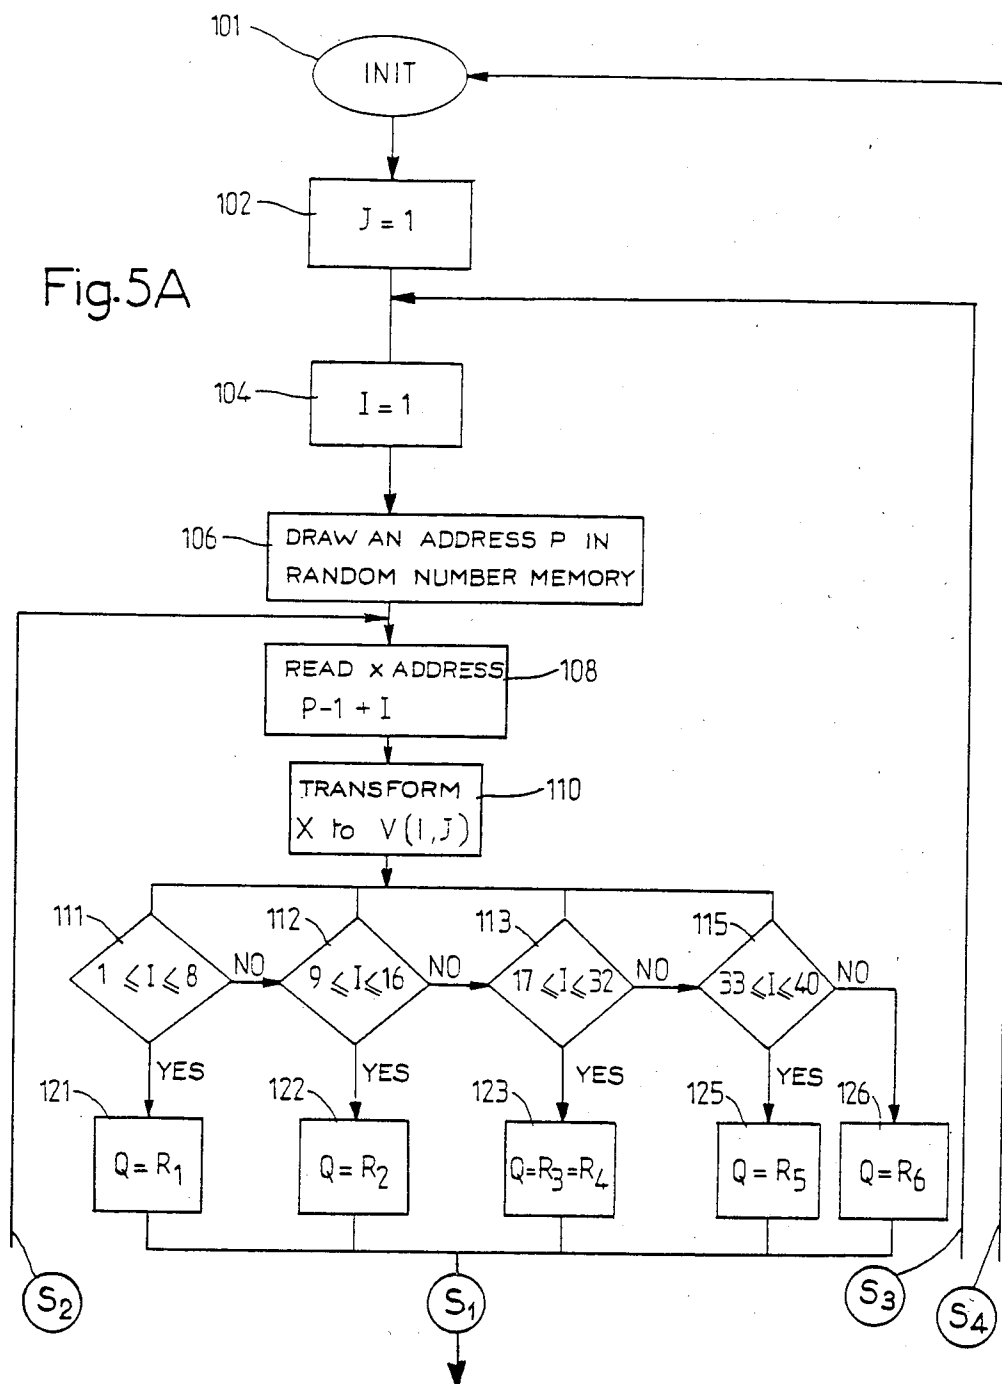 101
INIT
102
J = 1
Fig.5A
104
I = 1
106
DRAW AN ADDRESS P IN
RANDOM NUMBER MEMORY
READ X ADDRESS
P-1 + I
108
TRANSFORM
X to V(I,J)
110
111
112
113
115
1 ⩽ I ⩽ 8
NO
9 ⩽ I ⩽ 16
NO
17 ⩽ I ⩽ 32
NO
33 ⩽ I ⩽ 40
NO
YES
YES
YES
YES
121
122
123
125
126
Q = R₁
Q = R₂
Q=R₃=R₄
Q = R₅
Q = R₆
S₂
S₁
S₃
S₄